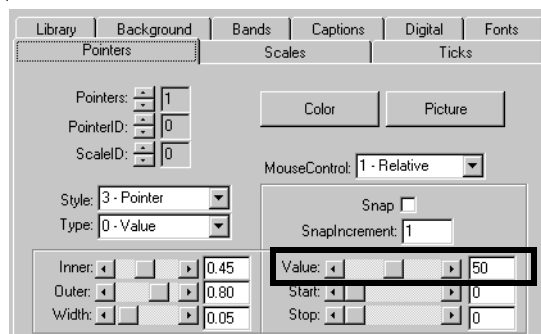 Library Background Bands Captions Digital Fonts
Pointers Scales Ticks
Pointers: 1
PointerID: 0
ScaleID: 0
Color Picture
MouseControl: 1 - Relative
Style: 3 - Pointer
Type: 0 - Value
Snap
SnapIncrement: 1
Inner: 0.45
Outer: 0.80
Width: 0.05
Value: 50
Start: 0
Stop: 0